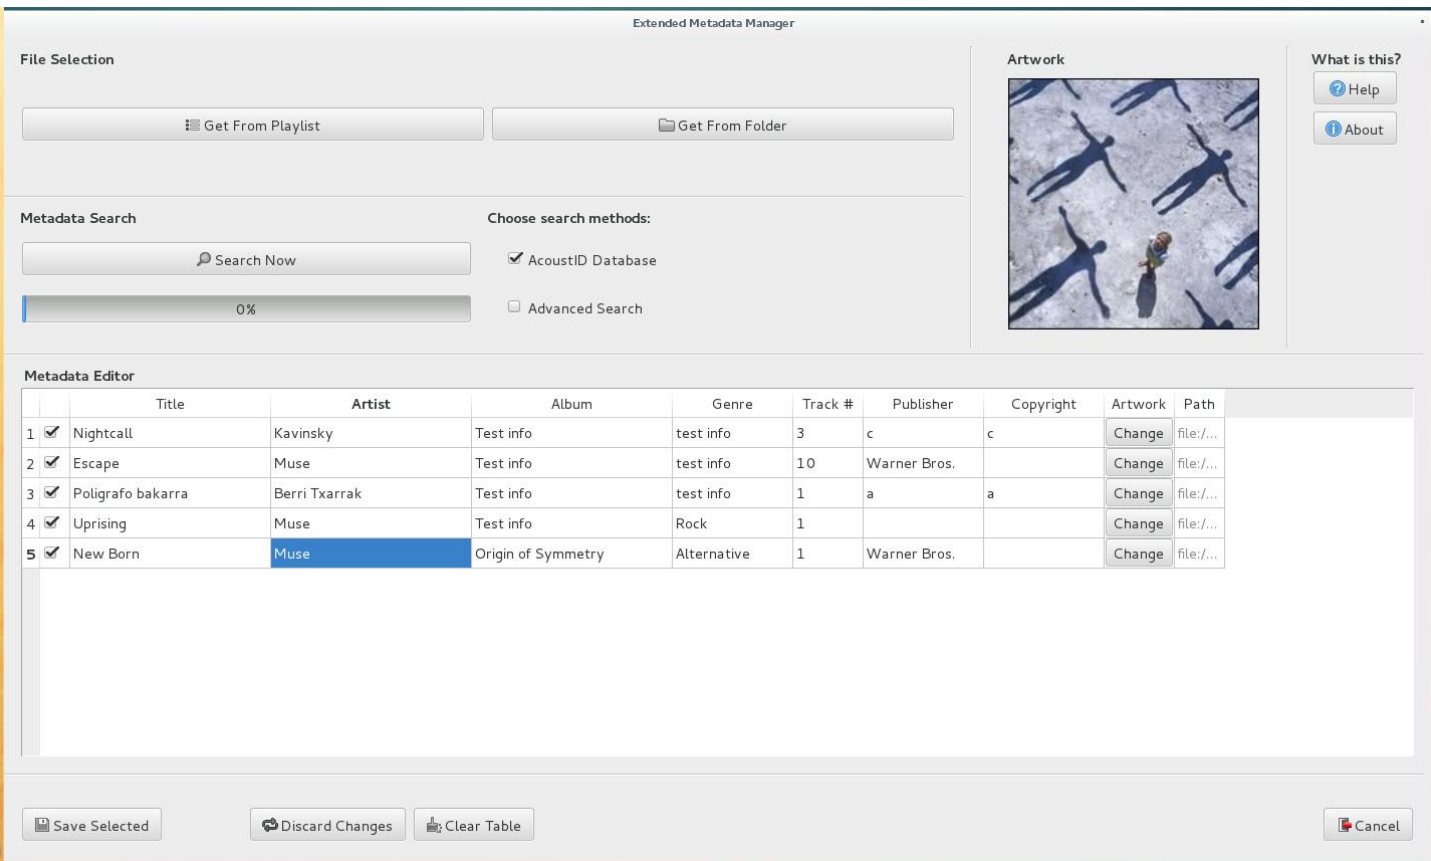 Extended Metadata Manager
File Selection
Get From Playlist
Get From Folder
Artwork
What is this?
Help
About
Metadata Search
Choose search methods:
Search Now
AcoustID Database
0%
Advanced Search
Metadata Editor
Title Artist Album Genre Track # Publisher Copyright Artwork Path
1 Nightcall Kavinsky Test info test info 3 c c Change file:/...
2 Escape Muse Test info test info 10 Warner Bros. Change file:/...
3 Poligrafo bakarra Berri Txarrak Test info test info 1 a a Change file:/...
4 Uprising Muse Test info Rock 1 Change file:/...
5 New Born Muse Origin of Symmetry Alternative 1 Warner Bros. Change file:/...
Save Selected Discard Changes Clear Table Cancel